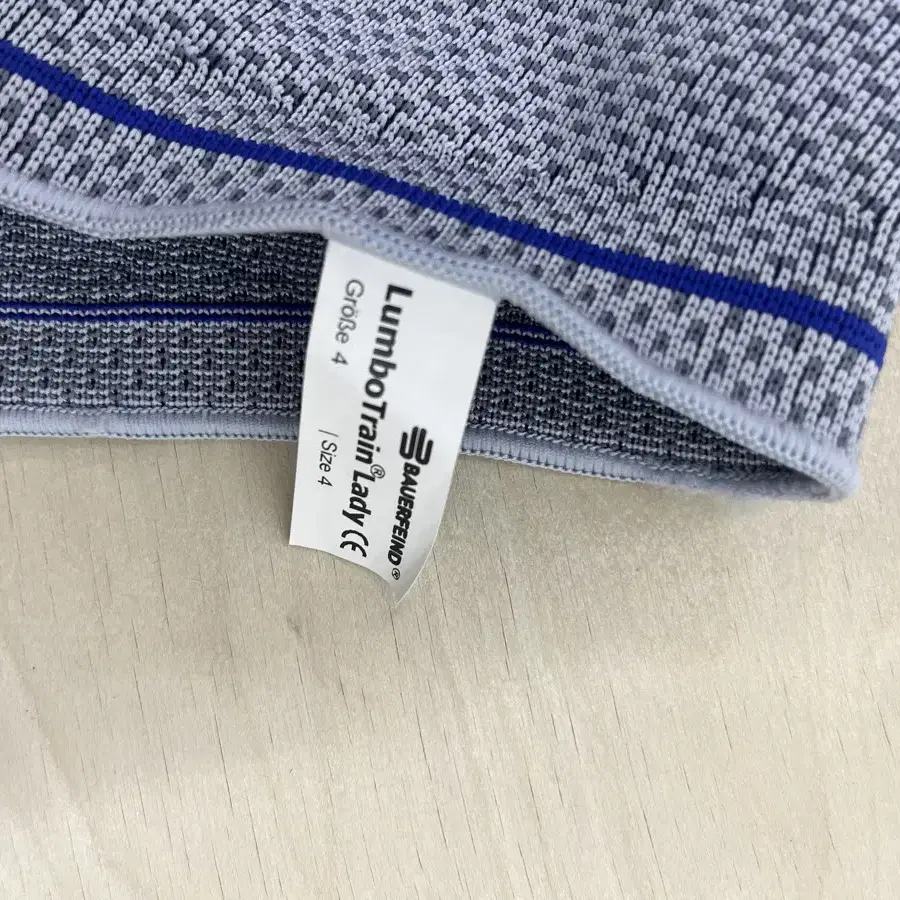 BAUERFEIND®
LumboTrain® Lady CE
Größe 4 | Size 4